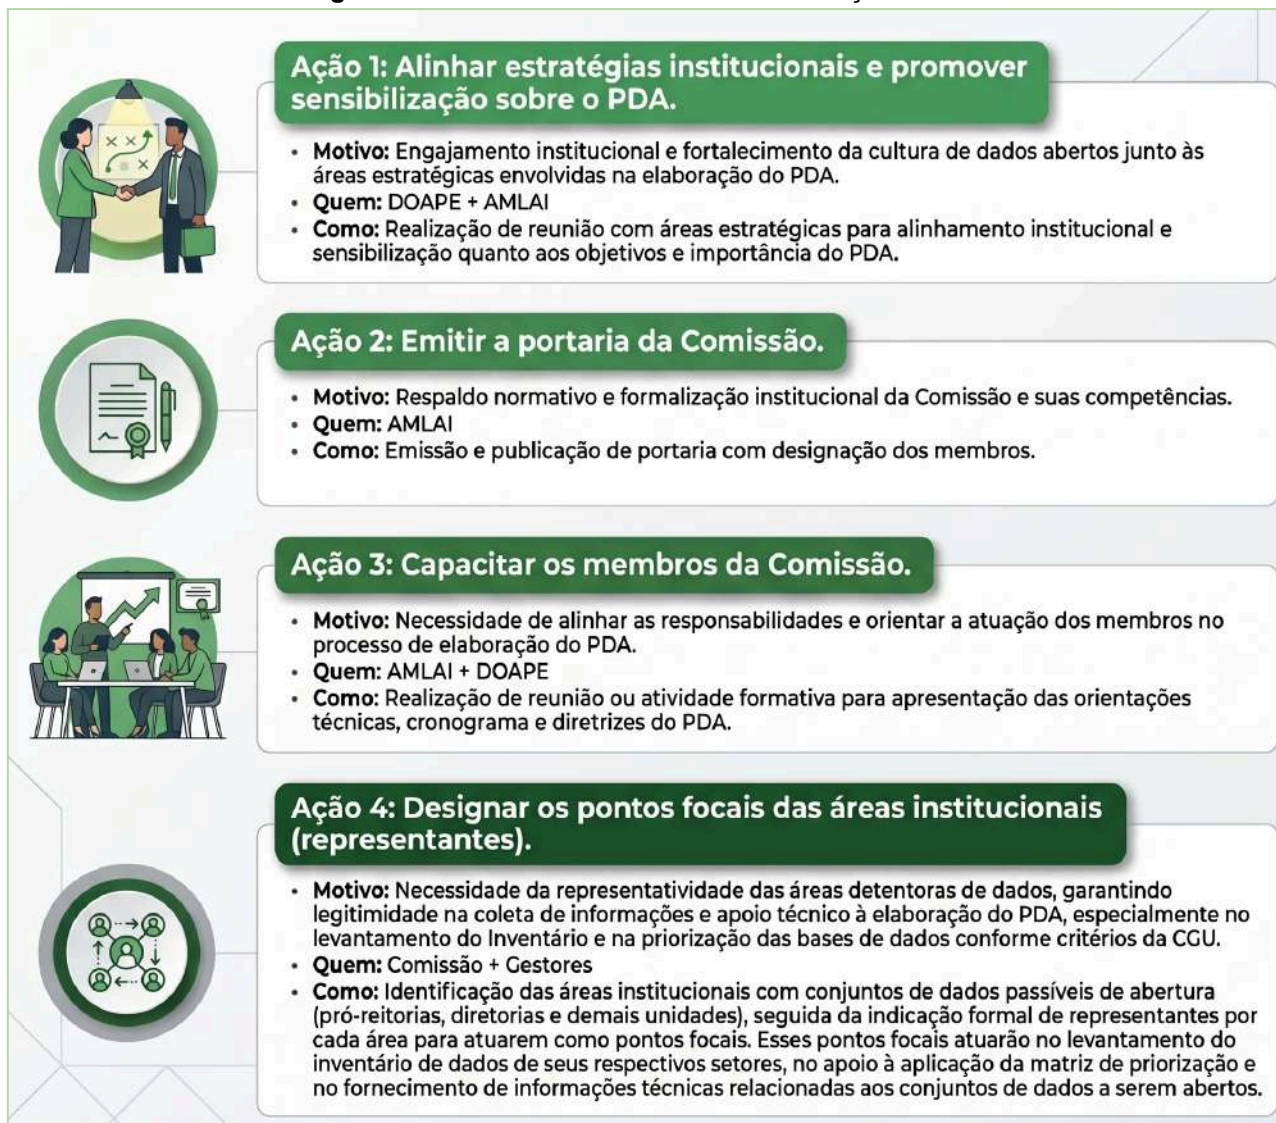 Ação 1: Alinhar estratégias institucionais e promover
sensibilização sobre o PDA.
• Motivo: Engajamento institucional e fortalecimento da cultura de dados abertos junto às
áreas estratégicas envolvidas na elaboração do PDA.
• Quem: DOAPE + AMLAI
• Como: Realização de reunião com áreas estratégicas para alinhamento institucional e
sensibilização quanto aos objetivos e importância do PDA.
Ação 2: Emitir a portaria da Comissão.
• Motivo: Respaldo normativo e formalização institucional da Comissão e suas competências.
• Quem: AMLAI
• Como: Emissão e publicação de portaria com designação dos membros.
Ação 3: Capacitar os membros da Comissão.
• Motivo: Necessidade de alinhar as responsabilidades e orientar a atuação dos membros no
processo de elaboração do PDA.
• Quem: AMLAI + DOAPE
• Como: Realização de reunião ou atividade formativa para apresentação das orientações
técnicas, cronograma e diretrizes do PDA.
Ação 4: Designar os pontos focais das áreas institucionais
(representantes).
• Motivo: Necessidade da representatividade das áreas detentoras de dados, garantindo
legitimidade na coleta de informações e apoio técnico à elaboração do PDA, especialmente no
levantamento do Inventário e na priorização das bases de dados conforme critérios da CGU.
• Quem: Comissão + Gestores
• Como: Identificação das áreas institucionais com conjuntos de dados passíveis de abertura
(pró-reitorias, diretorias e demais unidades), seguida da indicação formal de representantes por
cada área para atuarem como pontos focais. Esses pontos focais atuarão no levantamento do
inventário de dados de seus respectivos setores, no apoio à aplicação da matriz de priorização e
no fornecimento de informações técnicas relacionadas aos conjuntos de dados a serem abertos.